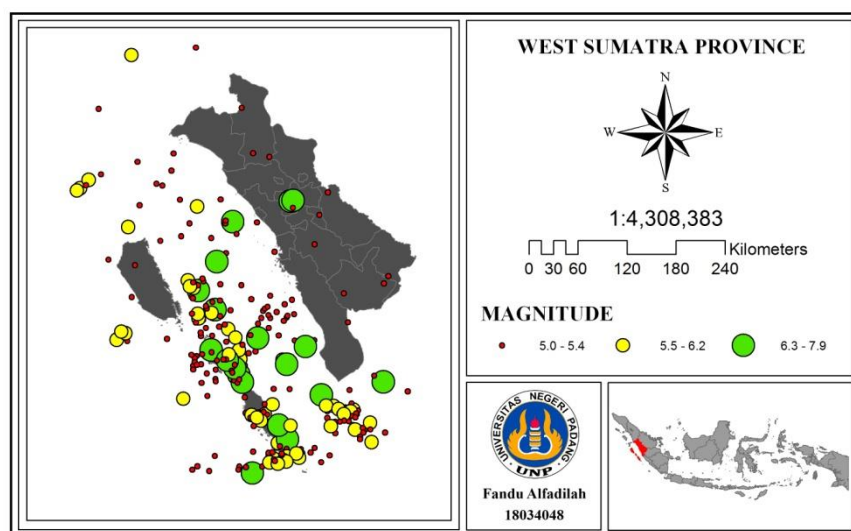 WEST SUMATRA PROVINCE
N
W
E
S
1:4,308,383
Kilometers
0 30 60 120 180 240
MAGNITUDE
5.0 - 5.4
5.5 - 6.2
6.3 - 7.9
UNIVERSITAS NEGERI PADANG
UNP
Fandu Alfadilah
18034048